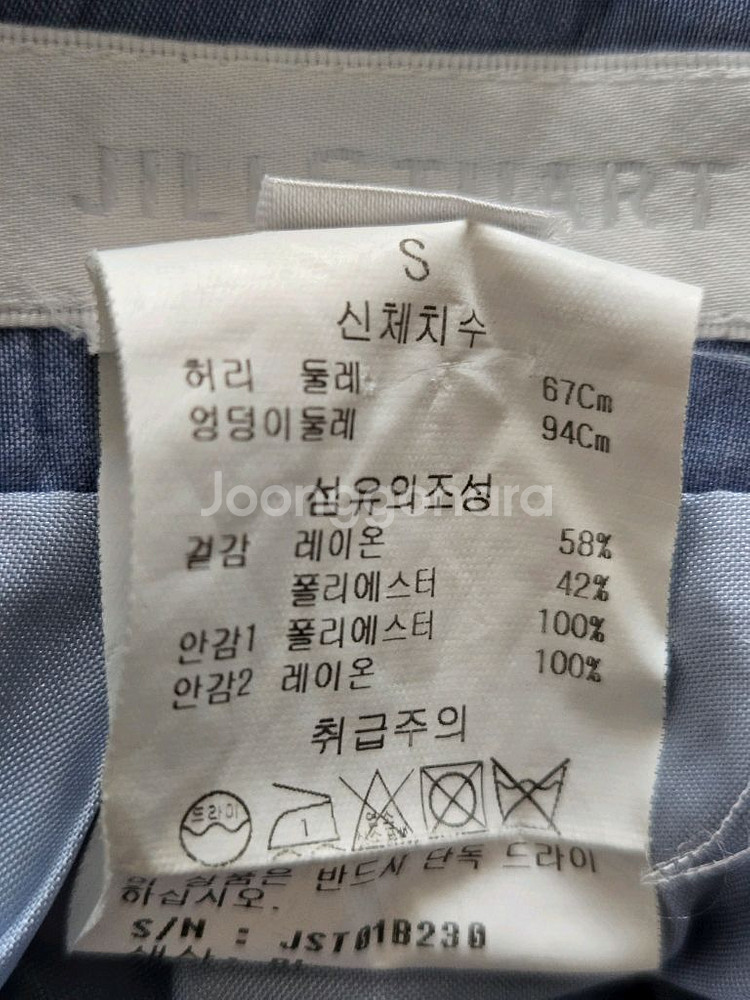 JILL STUART
S
신체치수
허리 둘레 67Cm
엉덩이둘레 94Cm
Joonggonara
섬유의조성
겉감 레이온 58%
폴리에스터 42%
안감1 폴리에스터 100%
안감2 레이온 100%
취급주의
드라이
1
제품은 반드시 단독 드라이
하십시오.
S/N : JST01B230